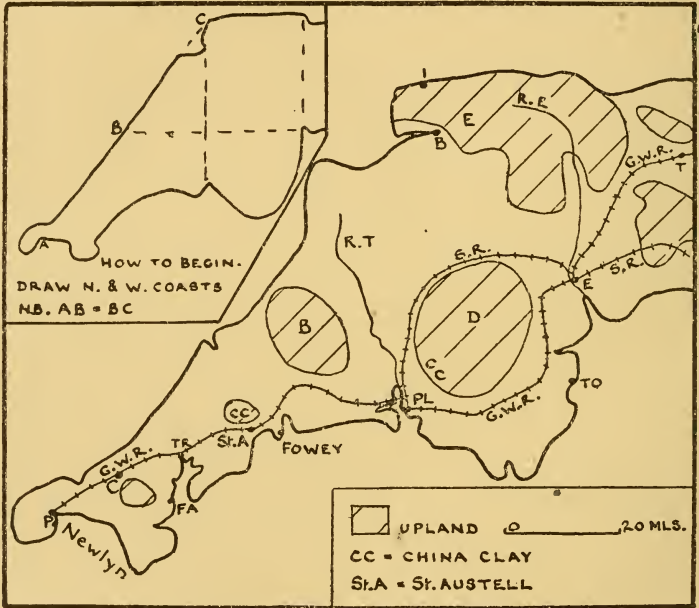 C
B
A
HOW TO BEGIN.
DRAW N. & W. COASTS
NB. AB = BC
I
R.E
E
B
G.W.R.
T
R.T
S.R.
S.R.
E
B
D
CC
CC
PL
G.W.R.
TQ
St.A
FOWEY
TR
G.W.R.
C
FA
P
Newlyn
UPLAND
0 20 MLS.
CC = CHINA CLAY
St.A = St. AUSTELL